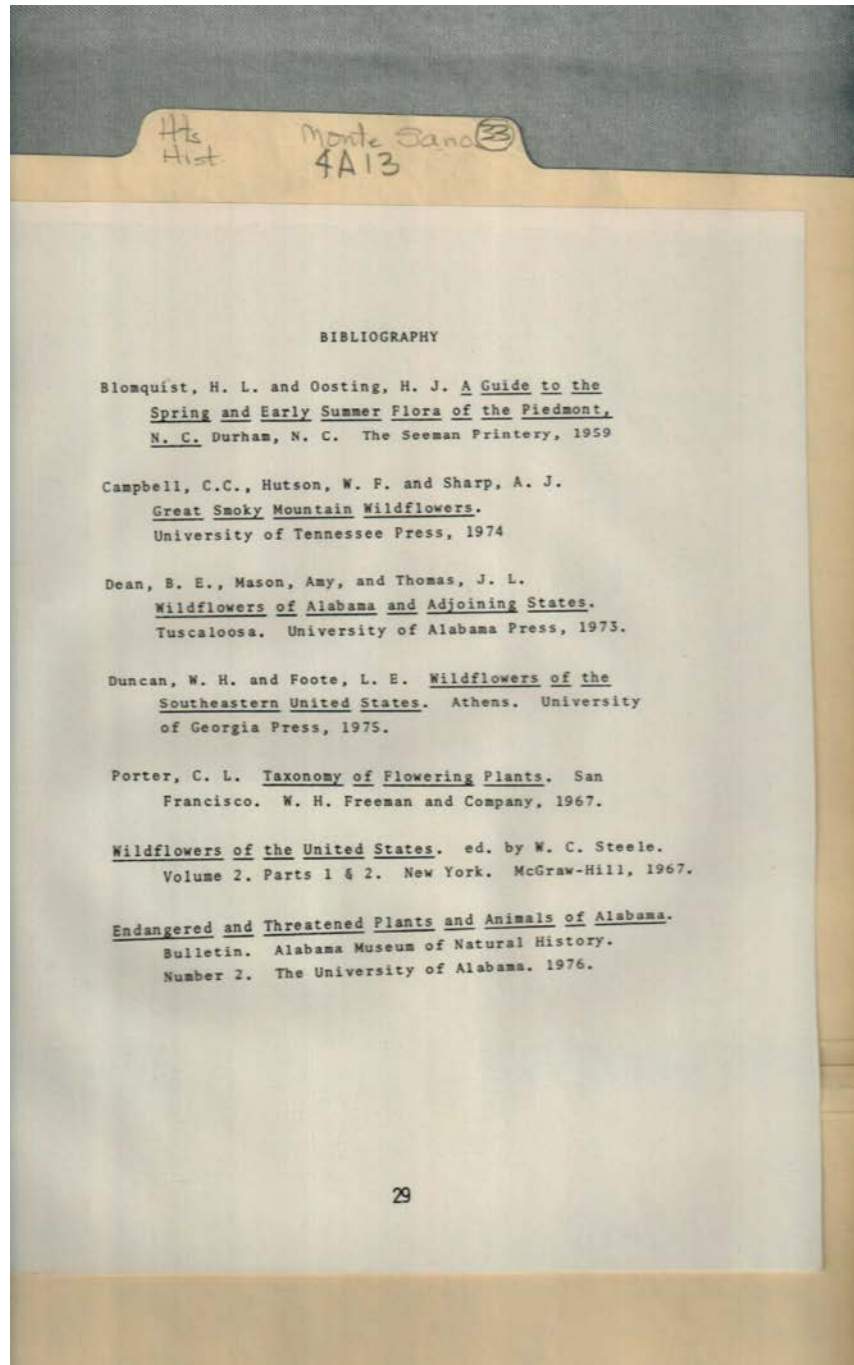 Hts Monte Sano 33
Hist 4A13
BIBLIOGRAPHY
Blomquist, H. L. and Oosting, H. J. A Guide to the
Spring and Early Summer Flora of the Piedmont,
N. C. Durham, N. C. The Seeman Printery, 1959
Campbell, C.C., Hutson, W. F. and Sharp, A. J.
Great Smoky Mountain Wildflowers.
University of Tennessee Press, 1974
Dean, B. E., Mason, Amy, and Thomas, J. L.
Wildflowers of Alabama and Adjoining States.
Tuscaloosa. University of Alabama Press, 1973.
Duncan, W. H. and Foote, L. E. Wildflowers of the
Southeastern United States. Athens. University
of Georgia Press, 1975.
Porter, C. L. Taxonomy of Flowering Plants. San
Francisco. W. H. Freeman and Company, 1967.
Wildflowers of the United States. ed. by W. C. Steele.
Volume 2. Parts 1 & 2. New York. McGraw-Hill, 1967.
Endangered and Threatened Plants and Animals of Alabama.
Bulletin. Alabama Museum of Natural History.
Number 2. The University of Alabama. 1976.
29